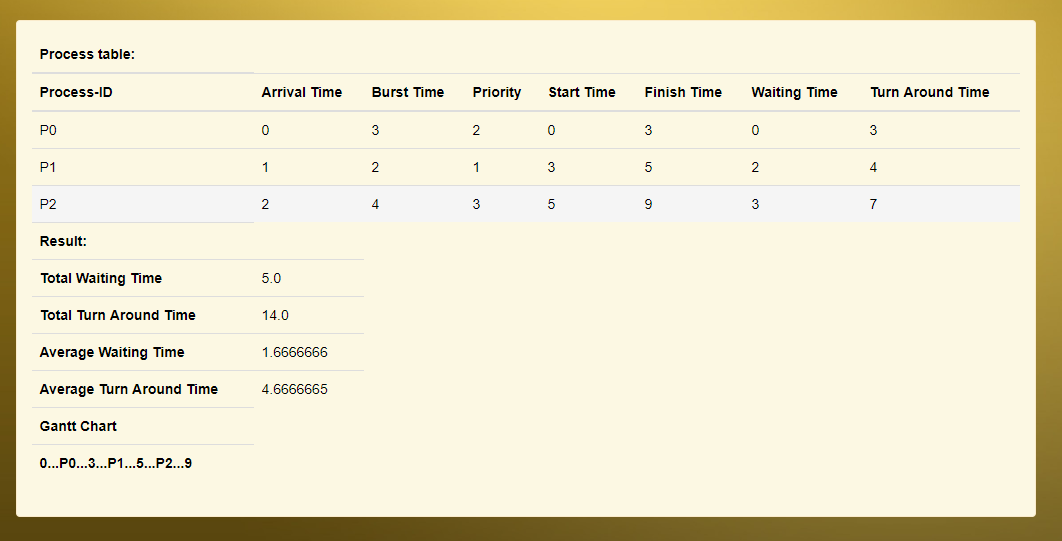 Process table:
Process-ID Arrival Time Burst Time Priority Start Time Finish Time Waiting Time Turn Around Time
P0 0 3 2 0 3 0 3
P1 1 2 1 3 5 2 4
P2 2 4 3 5 9 3 7
Result:
Total Waiting Time 5.0
Total Turn Around Time 14.0
Average Waiting Time 1.6666666
Average Turn Around Time 4.6666665
Gantt Chart
0...P0...3...P1...5...P2...9